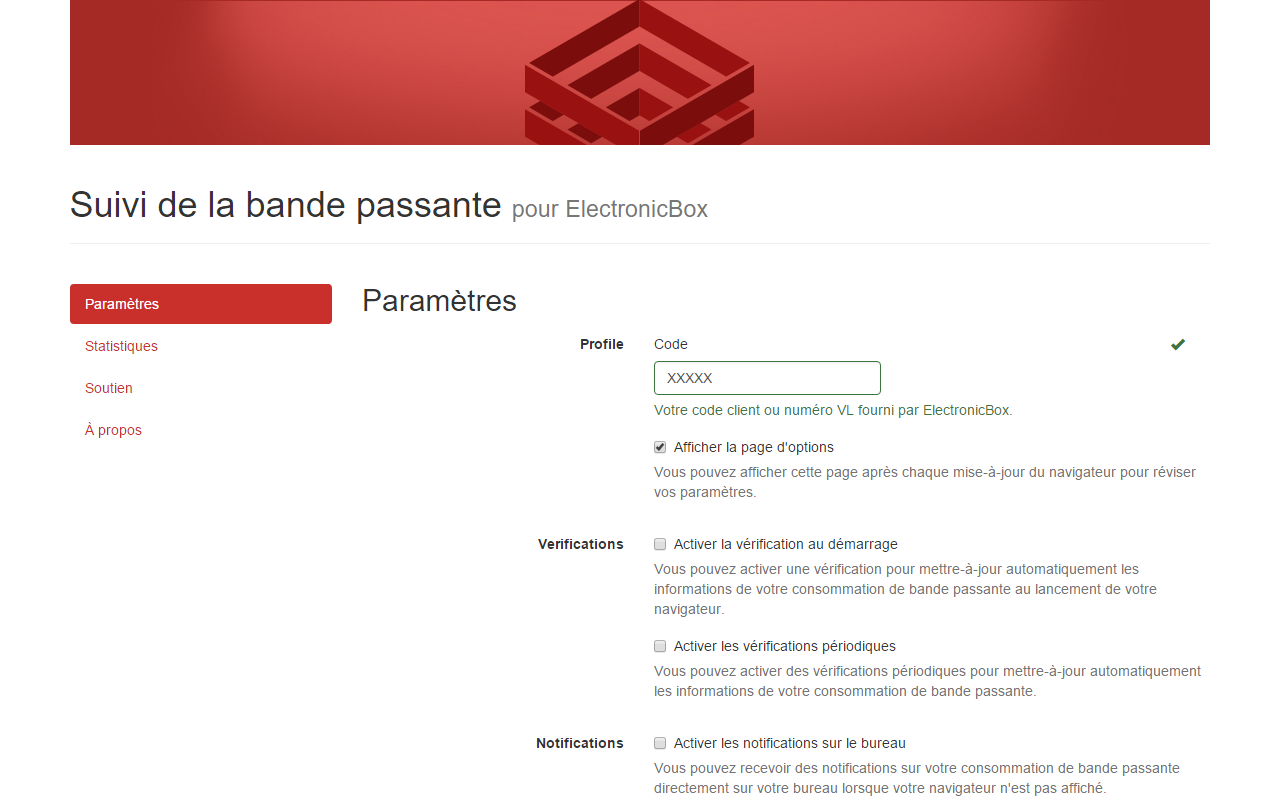 Suivi de la bande passante pour ElectronicBox
Paramètres
Statistiques
Soutien
À propos
Paramètres
Profile
Code
XXXXX
Votre code client ou numéro VL fourni par ElectronicBox.
Afficher la page d'options
Vous pouvez afficher cette page après chaque mise-à-jour du navigateur pour réviser
vos paramètres.
Verifications
Activer la vérification au démarrage
Vous pouvez activer une vérification pour mettre-à-jour automatiquement les
informations de votre consommation de bande passante au lancement de votre
navigateur.
Activer les vérifications périodiques
Vous pouvez activer des vérifications périodiques pour mettre-à-jour automatiquement
les informations de votre consommation de bande passante.
Notifications
Activer les notifications sur le bureau
Vous pouvez recevoir des notifications sur votre consommation de bande passante
directement sur votre bureau lorsque votre navigateur n'est pas affiché.